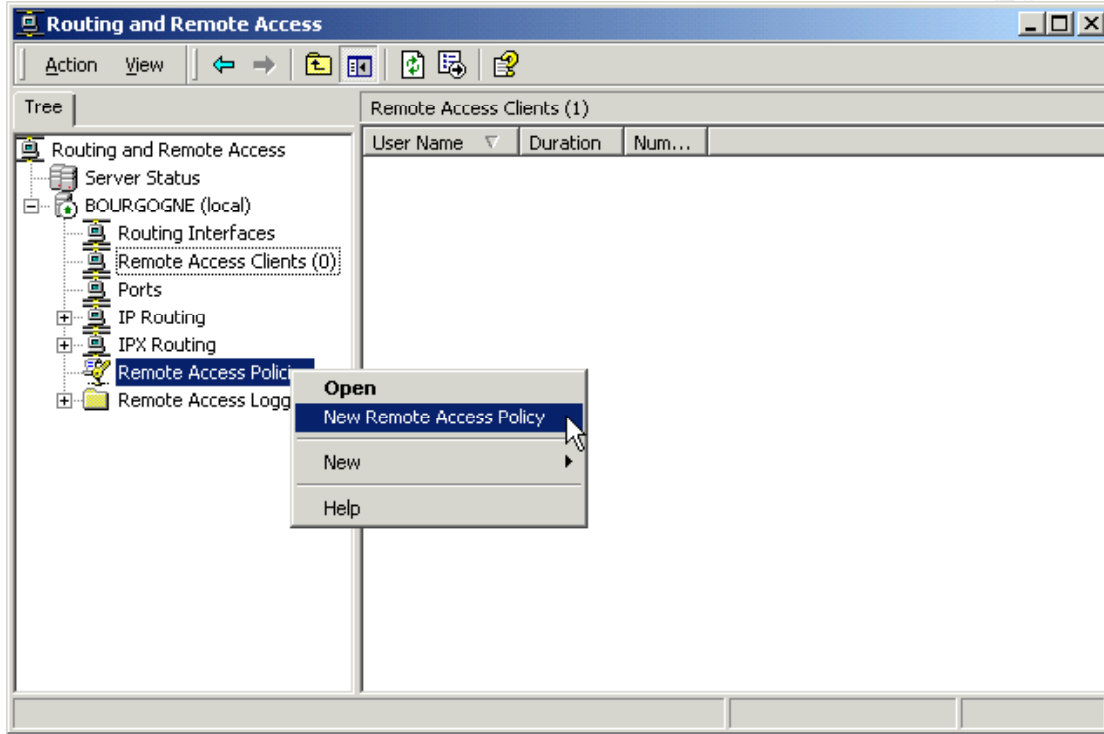 Routing and Remote Access
Action View
Tree
Remote Access Clients (1)
User Name Duration Num...
Routing and Remote Access
Server Status
BOURGOGNE (local)
Routing Interfaces
Remote Access Clients (0)
Ports
IP Routing
IPX Routing
Remote Access Polici
Remote Access Logg
Open
New Remote Access Policy
New
Help